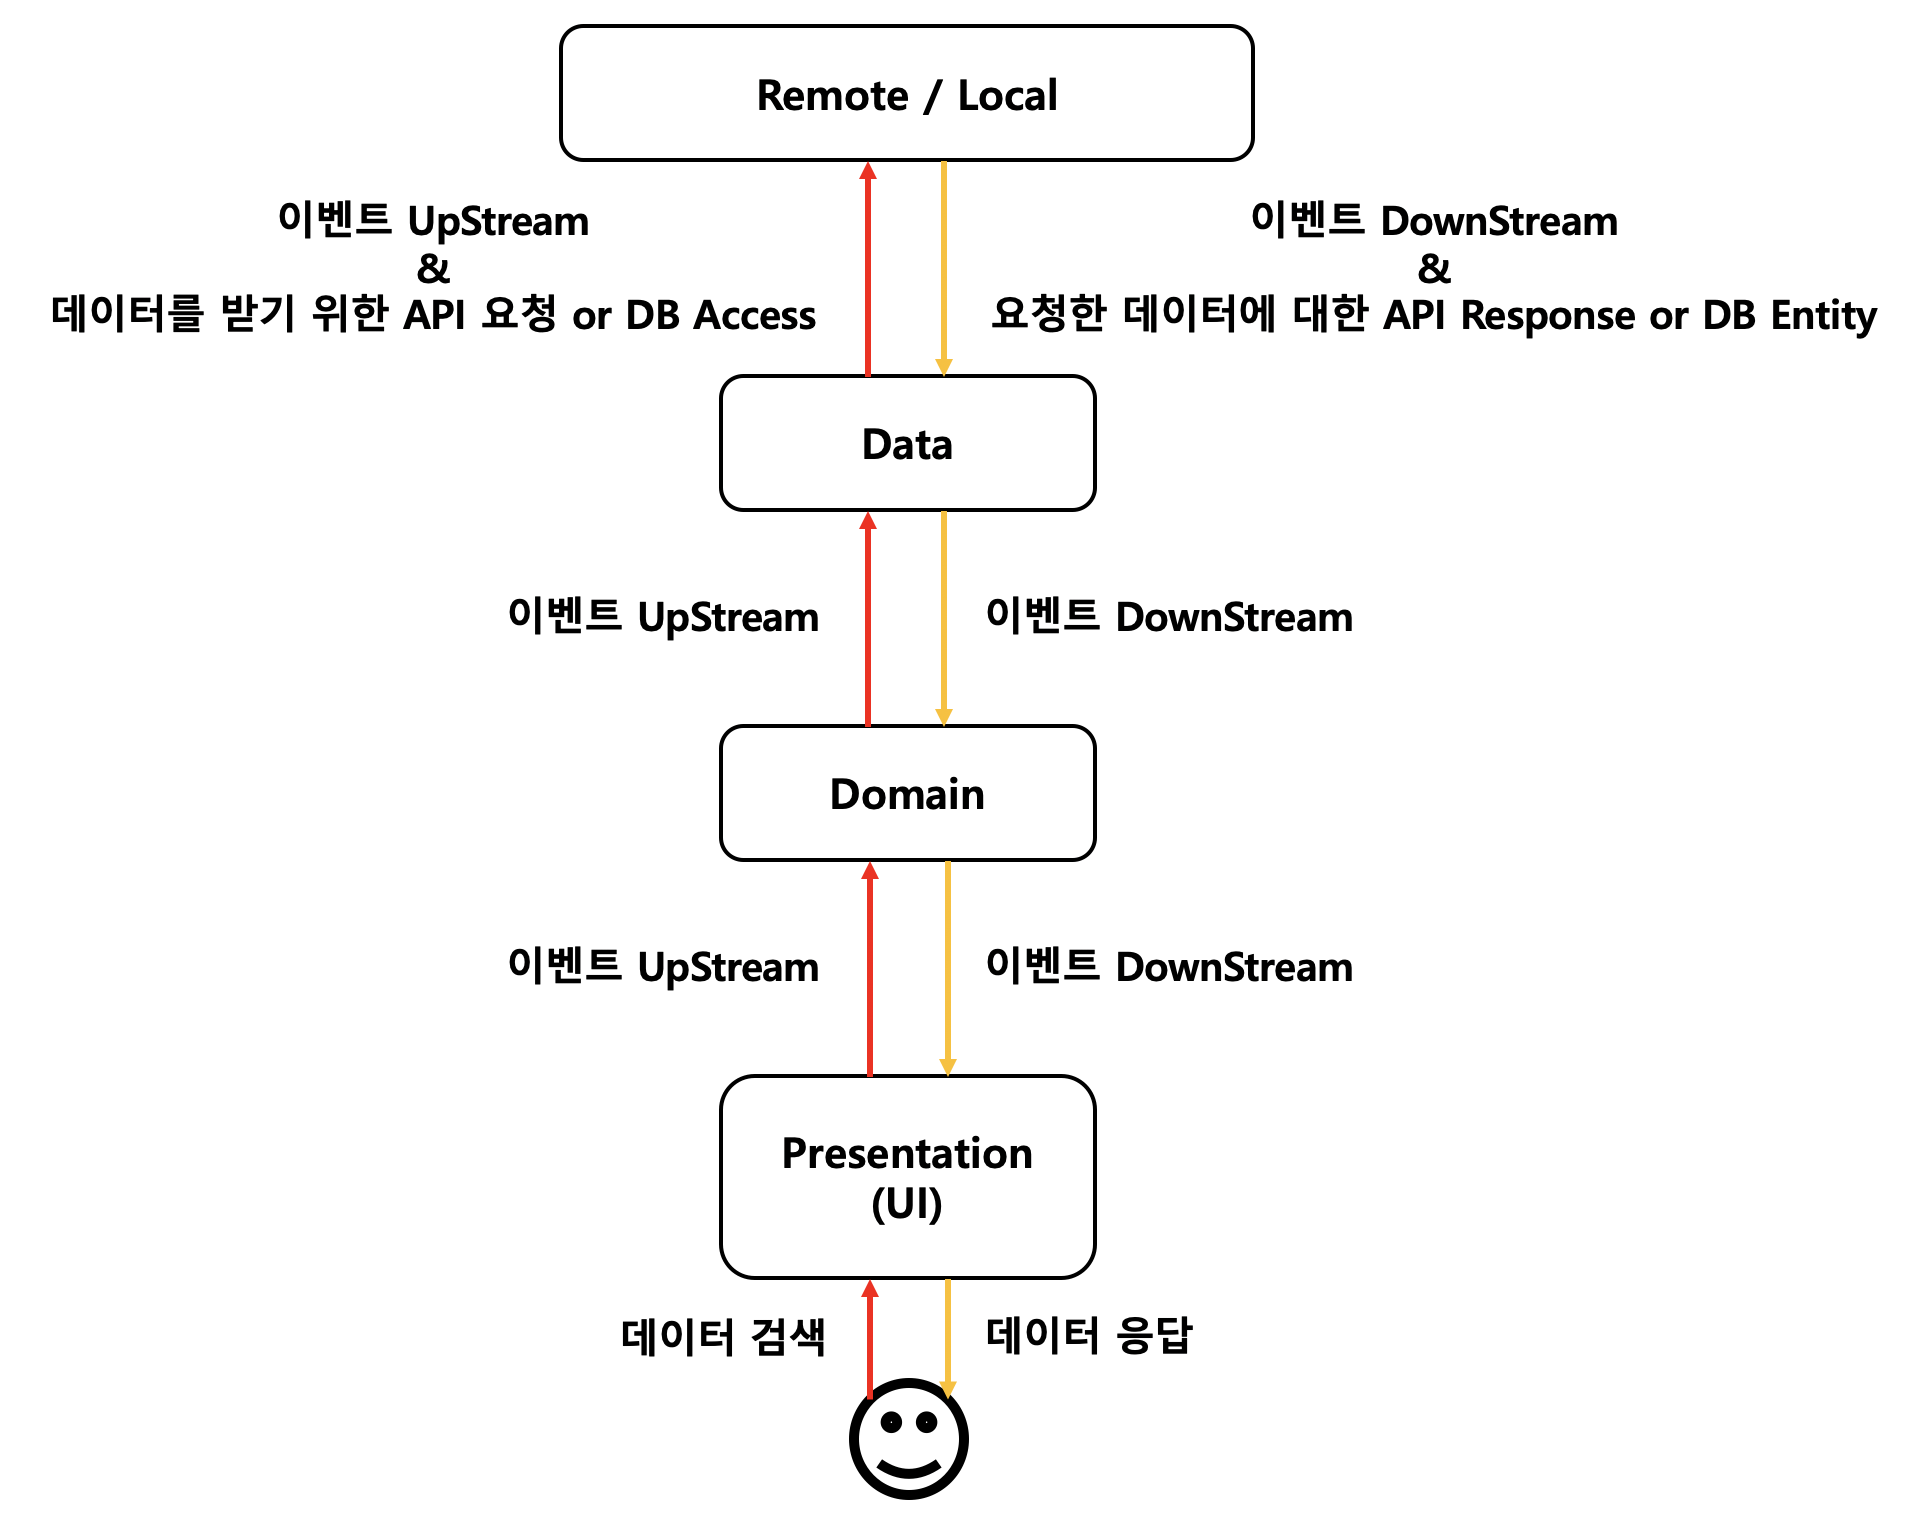 Remote / Local
이벤트 UpStream
&
데이터를 받기 위한 API 요청 or DB Access
이벤트 DownStream
&
요청한 데이터에 대한 API Response or DB Entity
Data
이벤트 UpStream
이벤트 DownStream
Domain
이벤트 UpStream
이벤트 DownStream
Presentation
(UI)
데이터 검색
데이터 응답